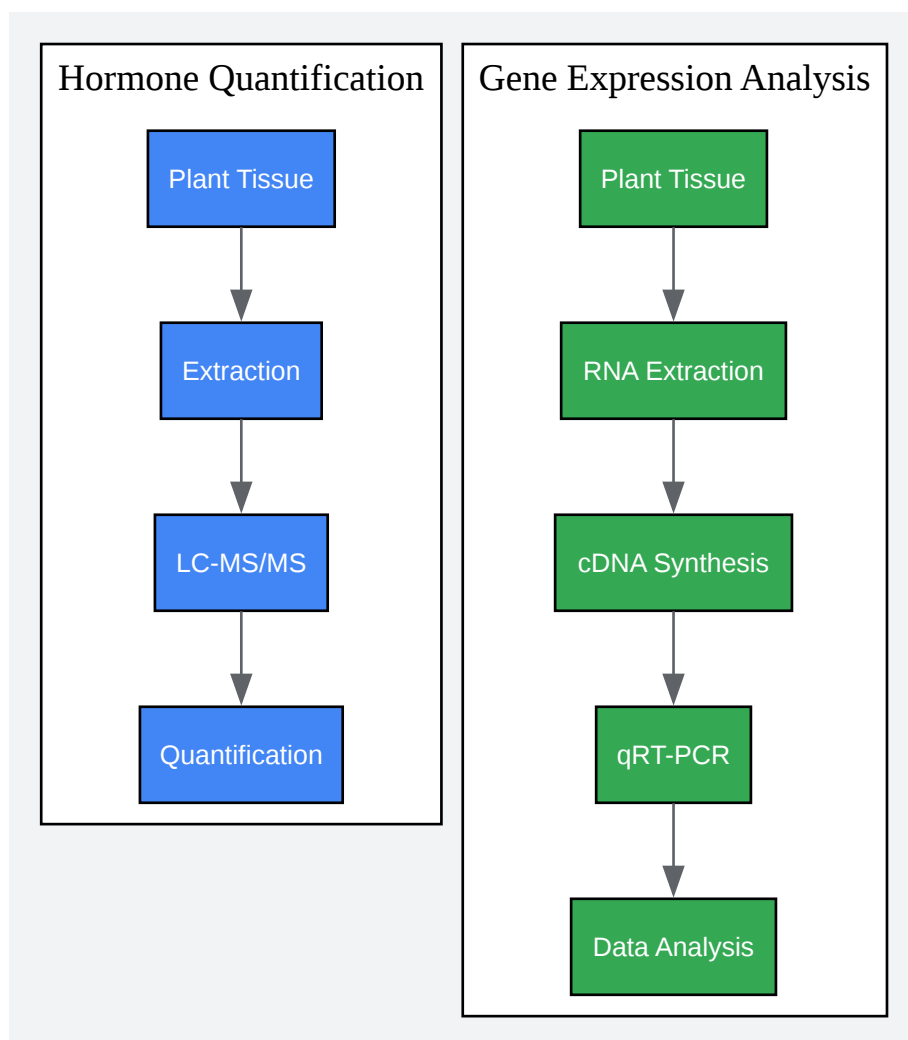 Hormone Quantification
Plant Tissue
Extraction
LC-MS/MS
Quantification
Gene Expression Analysis
Plant Tissue
RNA Extraction
cDNA Synthesis
qRT-PCR
Data Analysis